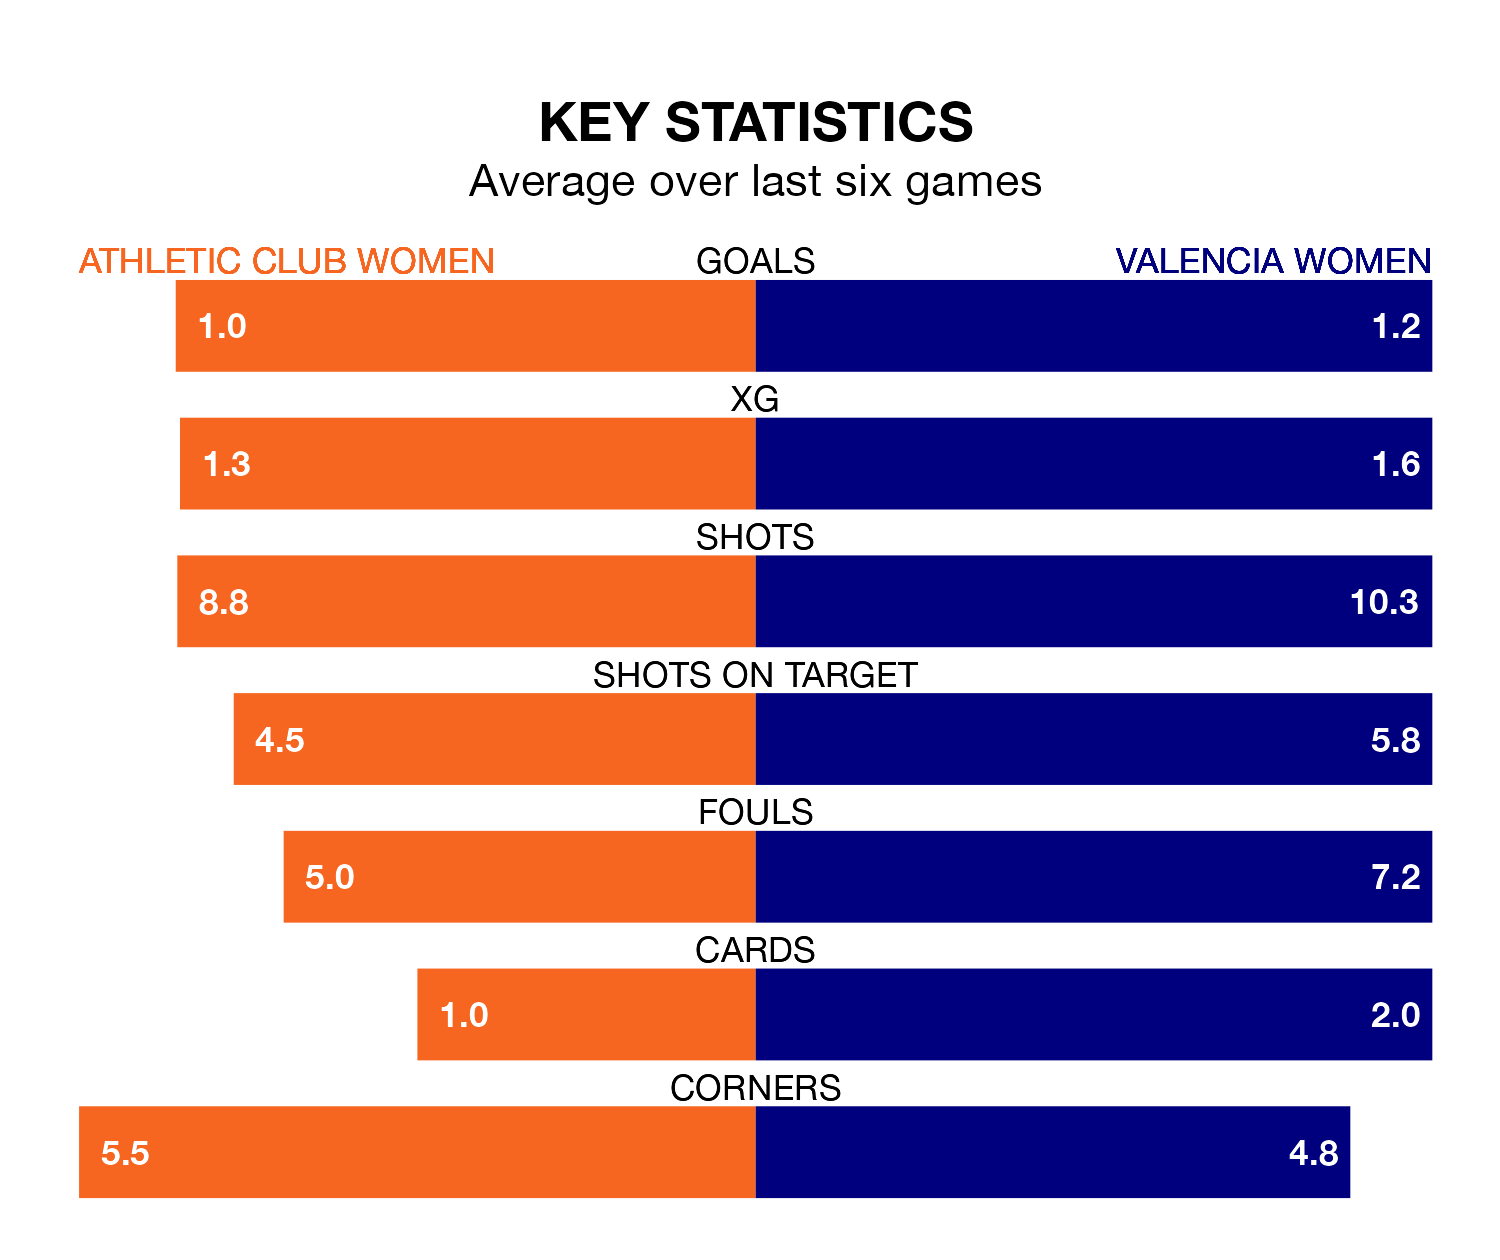 KEY STATISTICS
Average over last six games
ATHLETIC CLUB WOMEN GOALS VALENCIA WOMEN
1.0 1.2
XG
1.3 1.6
SHOTS
8.8 10.3
SHOTS ON TARGET
4.5 5.8
FOULS
5.0 7.2
CARDS
1.0 2.0
CORNERS
5.5 4.8